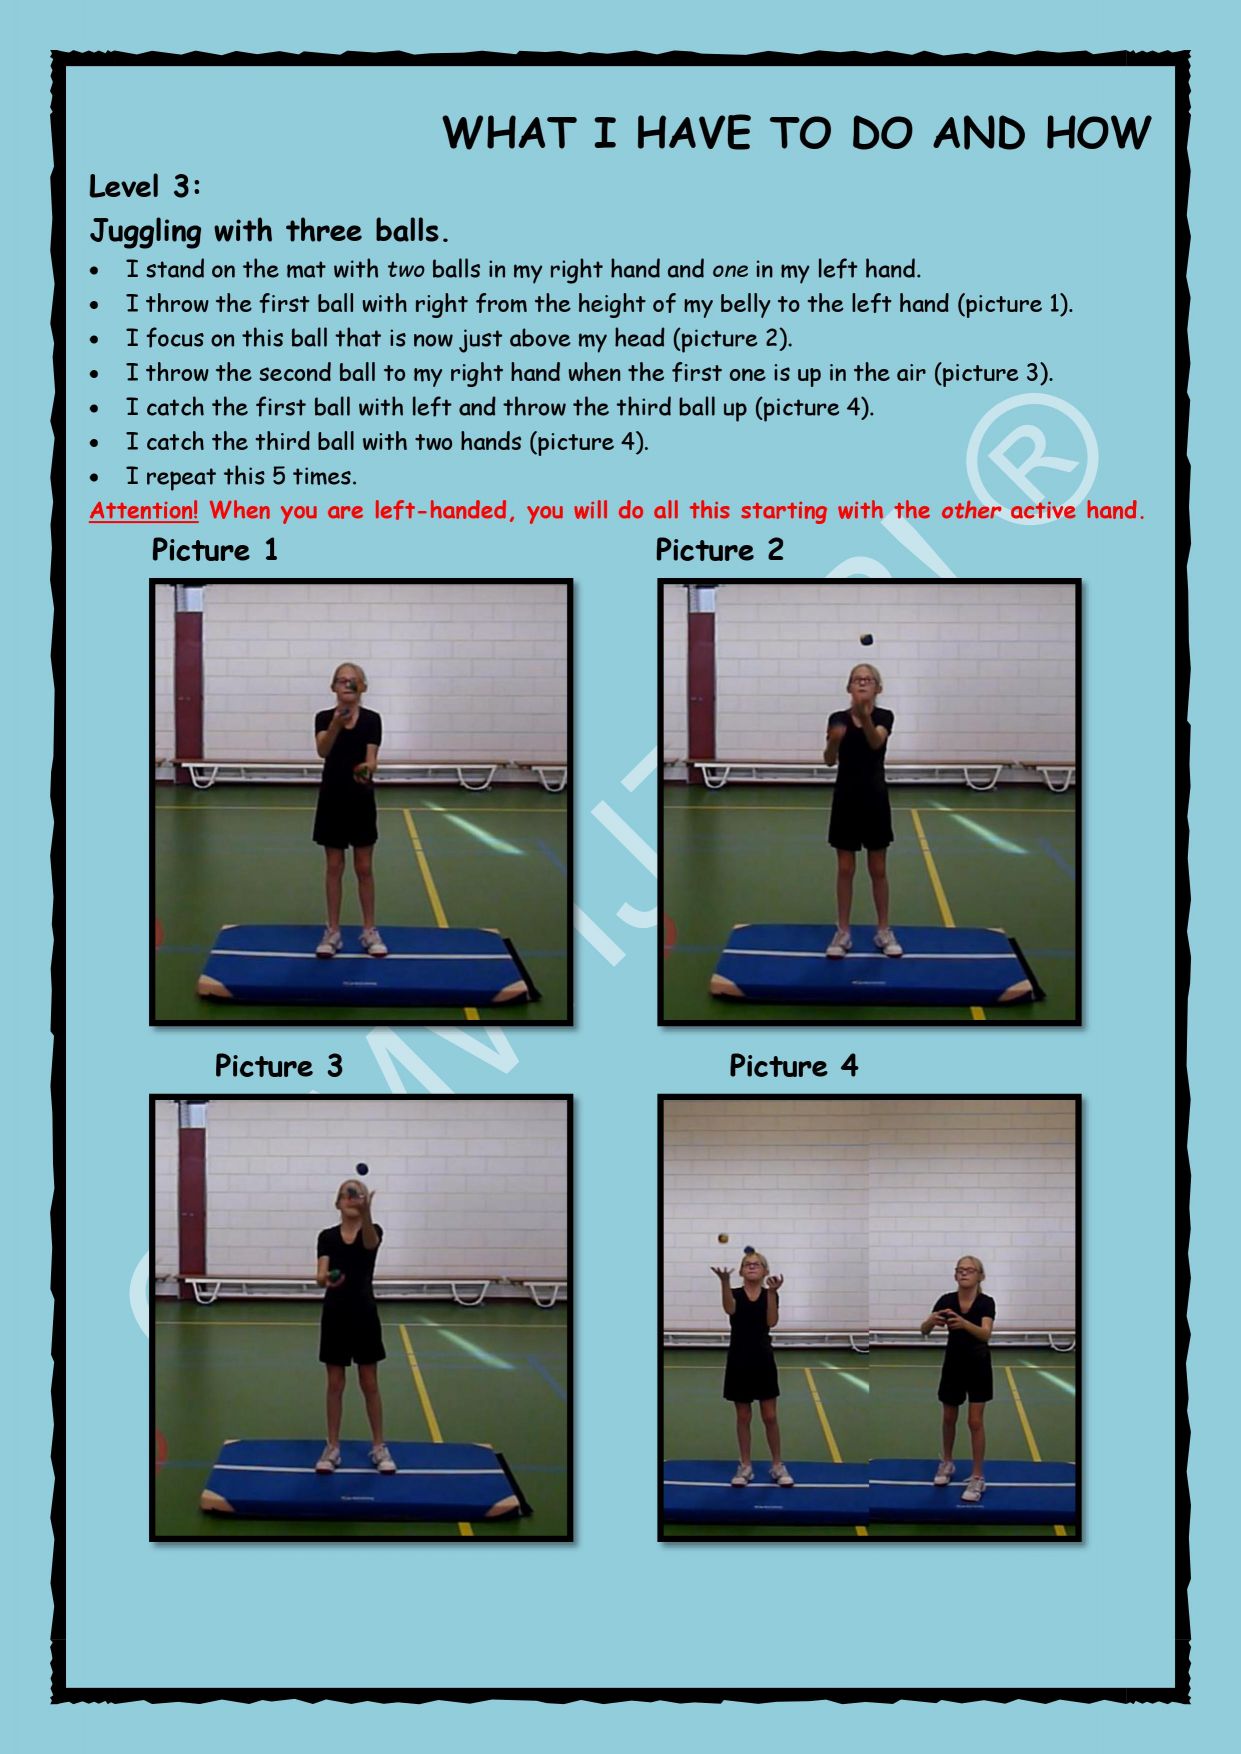 WHAT I HAVE TO DO AND HOW
Level 3:
Juggling with three balls.
• I stand on the mat with two balls in my right hand and one in my left hand.
• I throw the first ball with right from the height of my belly to the left hand (picture 1).
• I focus on this ball that is now just above my head (picture 2).
• I throw the second ball to my right hand when the first one is up in the air (picture 3).
• I catch the first ball with left and throw the third ball up (picture 4).
• I catch the third ball with two hands (picture 4).
• I repeat this 5 times.
Attention! When you are left-handed, you will do all this starting with the other active hand.
Picture 1 Picture 2
Picture 3 Picture 4